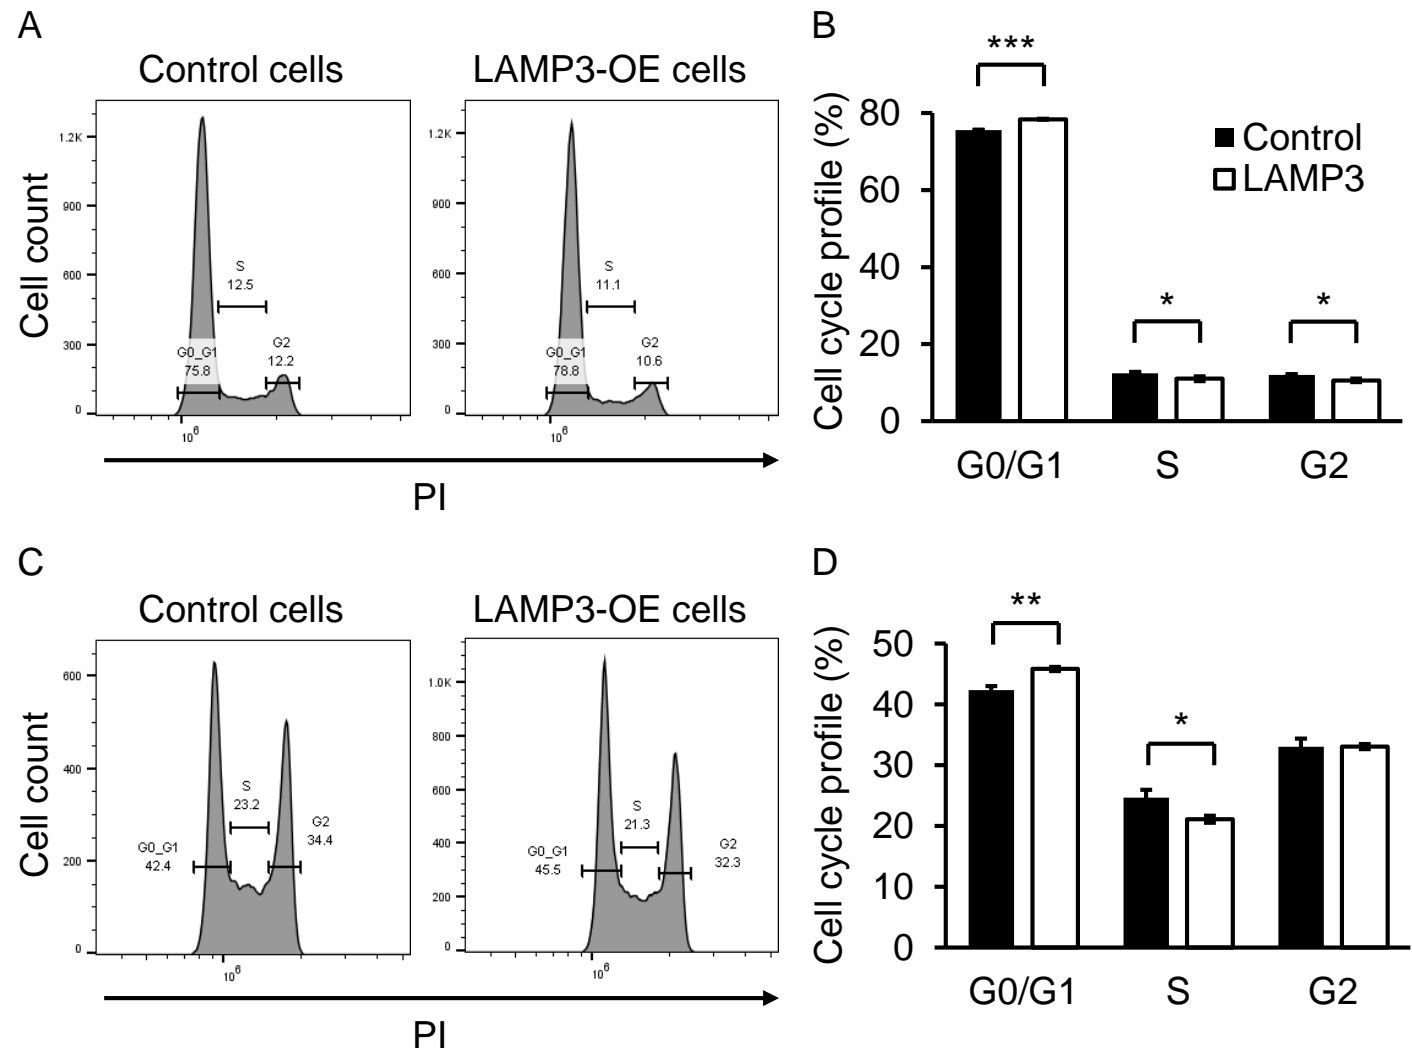 A
Control cells
LAMP3-OE cells
Cell count
1.2K
900
600
300
0
S
12.5
G0_G1
75.8
G2
12.2
10^6
1.2K
900
600
300
0
S
11.1
G0_G1
78.8
G2
10.6
10^6
PI
B
***
*
*
Cell cycle profile (%)
80
60
40
20
0
Control
LAMP3
G0/G1
S
G2
C
Control cells
LAMP3-OE cells
Cell count
600
400
200
0
S
23.2
G0_G1
42.4
G2
34.4
10^6
1.0K
800
600
400
200
0
S
21.3
G0_G1
45.5
G2
32.3
10^6
PI
D
**
*
Cell cycle profile (%)
50
40
30
20
10
0
G0/G1
S
G2